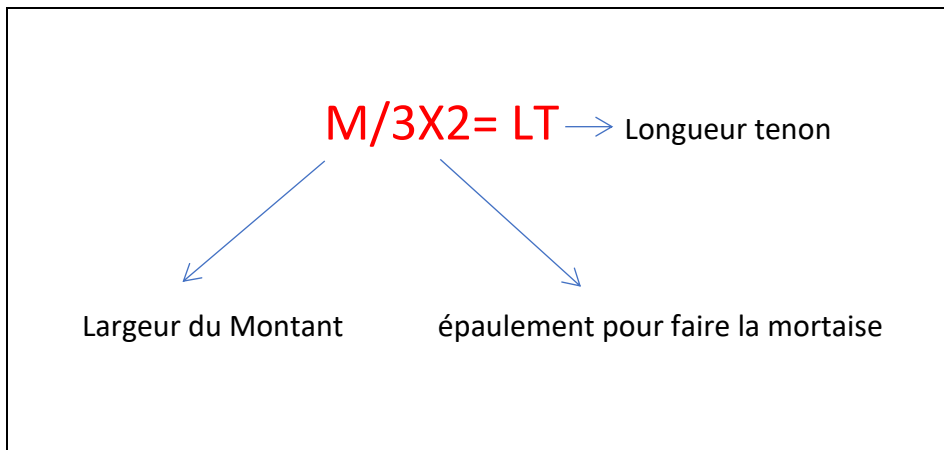 M/3X2= LT
Longueur tenon
Largeur du Montant
épaulement pour faire la mortaise